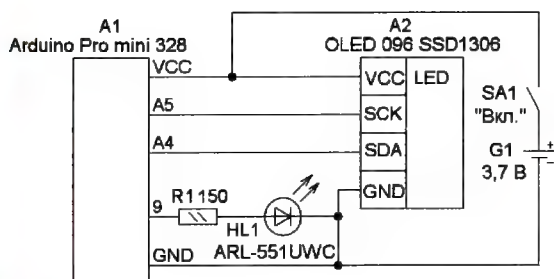 A1
Arduino Pro mini 328
A2
OLED 096 SSD1306
VCC
VCC
LED
A5
SCK
SA1
"Вкл."
A4
SDA
G1
+
−
3,7 В
GND
9
R1 150
HL1
ARL-551UWC
GND